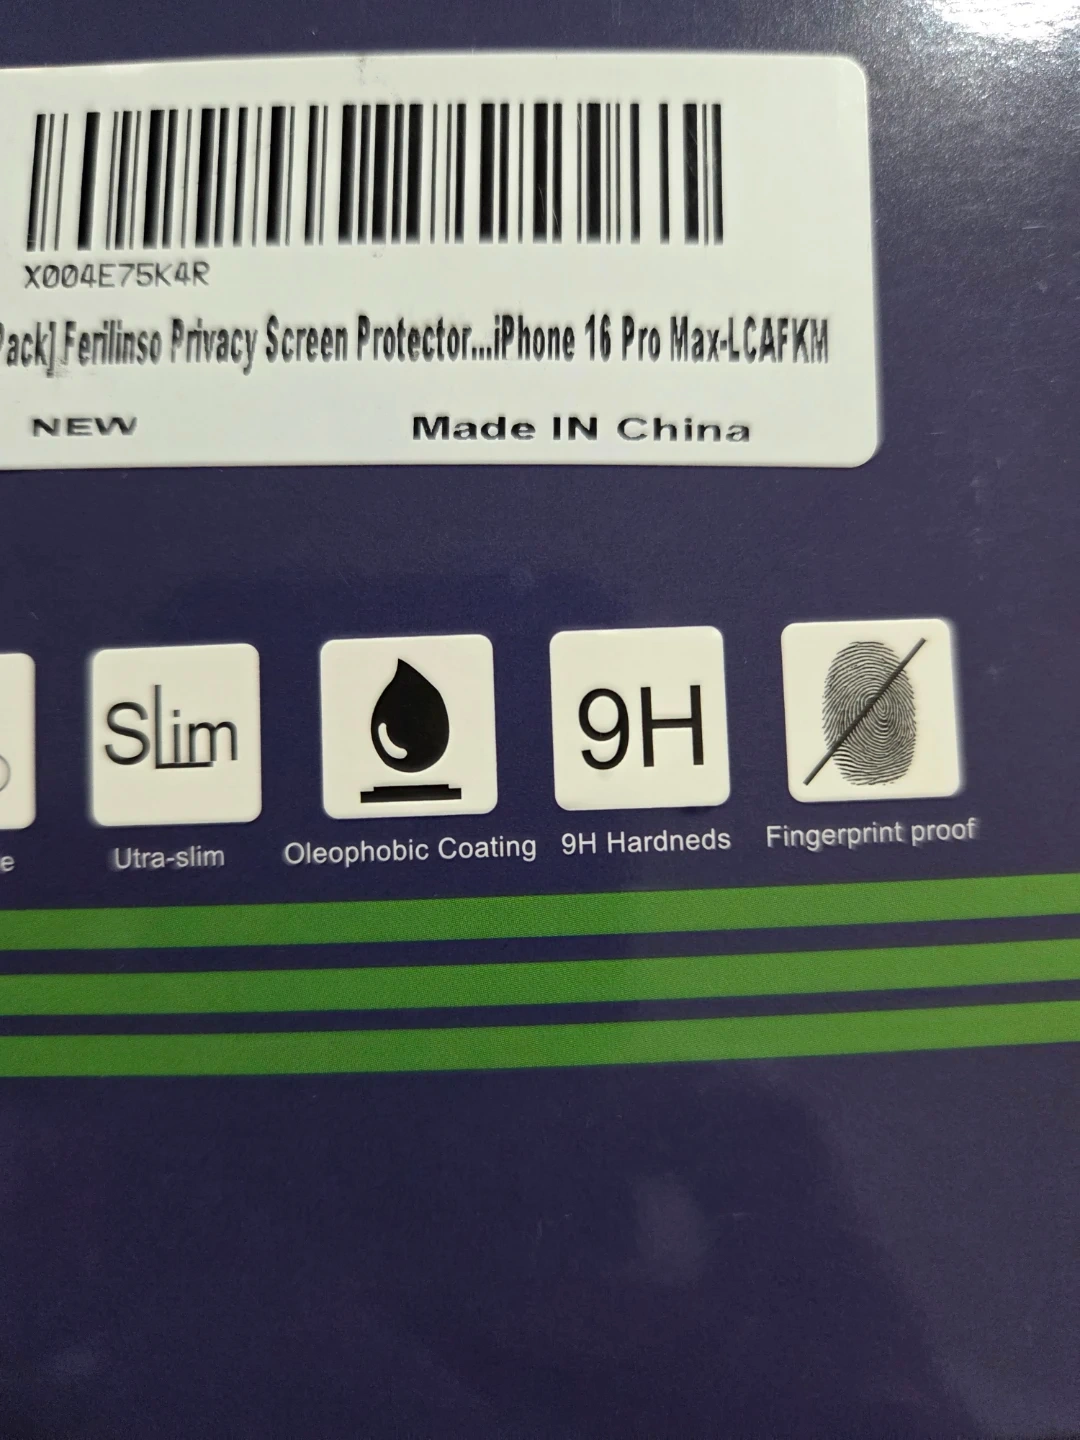 X004E75K4R
Pack] Ferilinso Privacy Screen Protector...iPhone 16 Pro Max-LCAFKM
NEW Made IN China
SLim 9H
e Utra-slim Oleophobic Coating 9H Hardneds Fingerprint proof